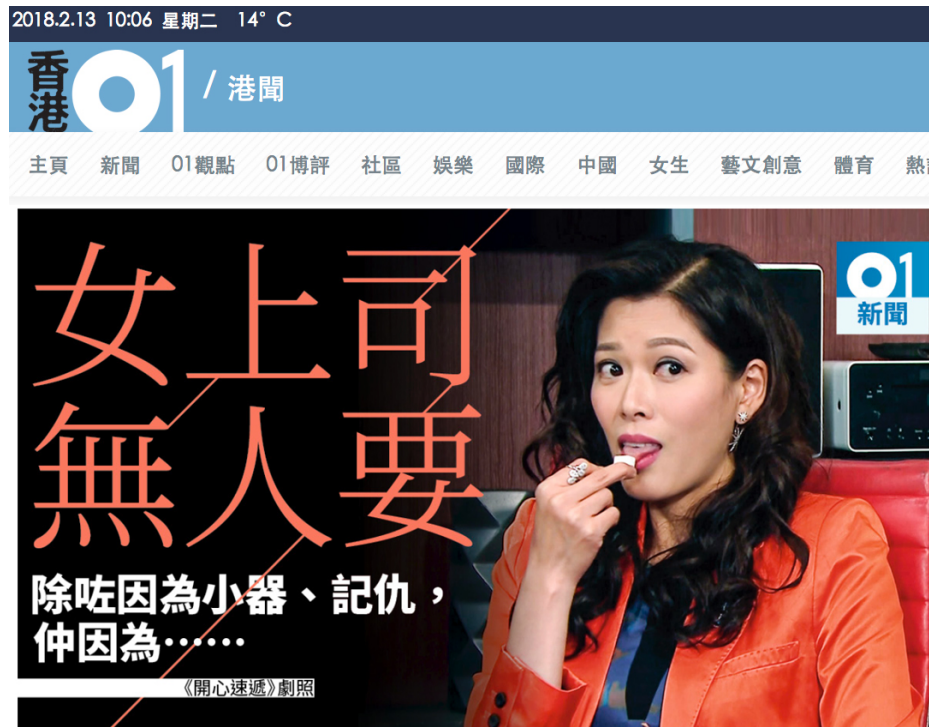 2018.2.13 10:06 星期二 14°C
香港01 / 港聞
主頁 新聞 01觀點 01博評 社區 娛樂 國際 中國 女生 藝文創意 體育
女上司
01
新聞
無人要
除咗因為小器、記仇，
仲因為⋯⋯
《開心速遞》劇照